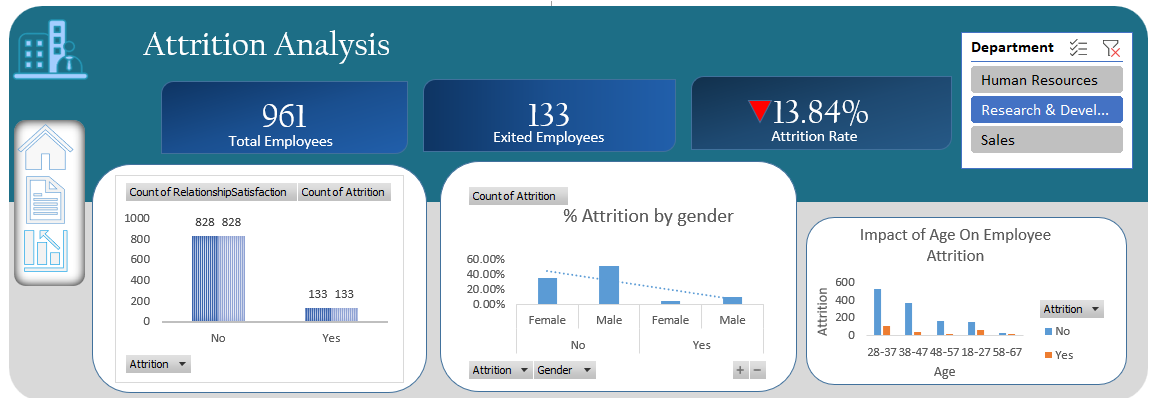 Attrition Analysis
961
Total Employees
133
Exited Employees
13.84%
Attrition Rate
Department
Human Resources
Research & Devel...
Sales
Count of RelationshipSatisfaction
Count of Attrition
1000
800
600
400
200
0
828 828
133 133
No
Yes
Attrition
Count of Attrition
% Attrition by gender
60.00%
40.00%
20.00%
0.00%
Female Male Female Male
No Yes
Attrition
Gender
Impact of Age On Employee
Attrition
Attrition
600
400
200
0
28-37 38-47 48-57 18-27 58-67
Age
Attrition
No
Yes